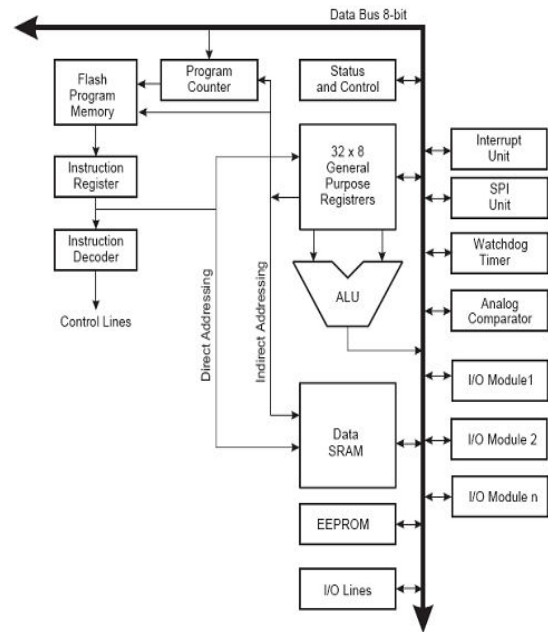 Data Bus 8-bit
Flash
Program
Memory
Program
Counter
Status
and Control
Instruction
Register
32 x 8
General
Purpose
Registrers
Interrupt
Unit
SPI
Unit
Instruction
Decoder
Watchdog
Timer
Control Lines
Direct Addressing
Indirect Addressing
ALU
Analog
Comparator
I/O Module1
Data
SRAM
I/O Module 2
I/O Module n
EEPROM
I/O Lines